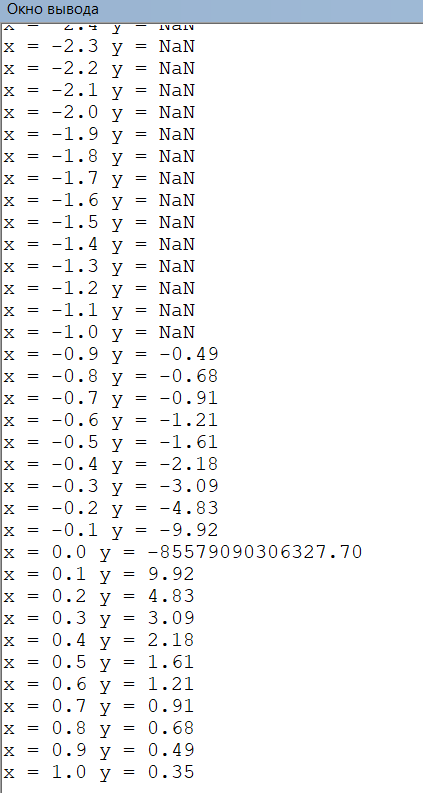 Окно вывода
x = -2.4 y = NaN
x = -2.3 y = NaN
x = -2.2 y = NaN
x = -2.1 y = NaN
x = -2.0 y = NaN
x = -1.9 y = NaN
x = -1.8 y = NaN
x = -1.7 y = NaN
x = -1.6 y = NaN
x = -1.5 y = NaN
x = -1.4 y = NaN
x = -1.3 y = NaN
x = -1.2 y = NaN
x = -1.1 y = NaN
x = -1.0 y = NaN
x = -0.9 y = -0.49
x = -0.8 y = -0.68
x = -0.7 y = -0.91
x = -0.6 y = -1.21
x = -0.5 y = -1.61
x = -0.4 y = -2.18
x = -0.3 y = -3.09
x = -0.2 y = -4.83
x = -0.1 y = -9.92
x = 0.0 y = -85579090306327.70
x = 0.1 y = 9.92
x = 0.2 y = 4.83
x = 0.3 y = 3.09
x = 0.4 y = 2.18
x = 0.5 y = 1.61
x = 0.6 y = 1.21
x = 0.7 y = 0.91
x = 0.8 y = 0.68
x = 0.9 y = 0.49
x = 1.0 y = 0.35